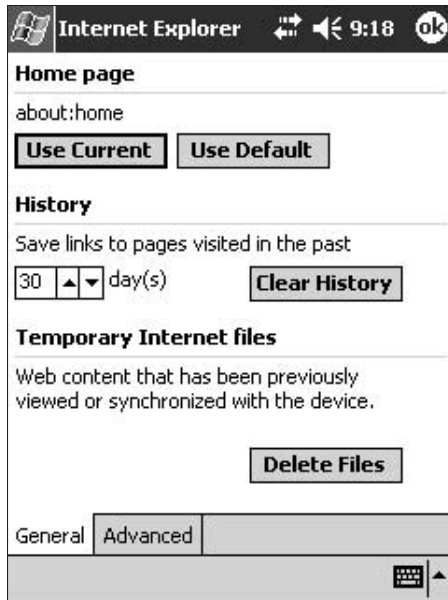 Internet Explorer 9:18 ok
Home page
about:home
Use Current Use Default
History
Save links to pages visited in the past
30 day(s) Clear History
Temporary Internet files
Web content that has been previously
viewed or synchronized with the device.
Delete Files
General Advanced